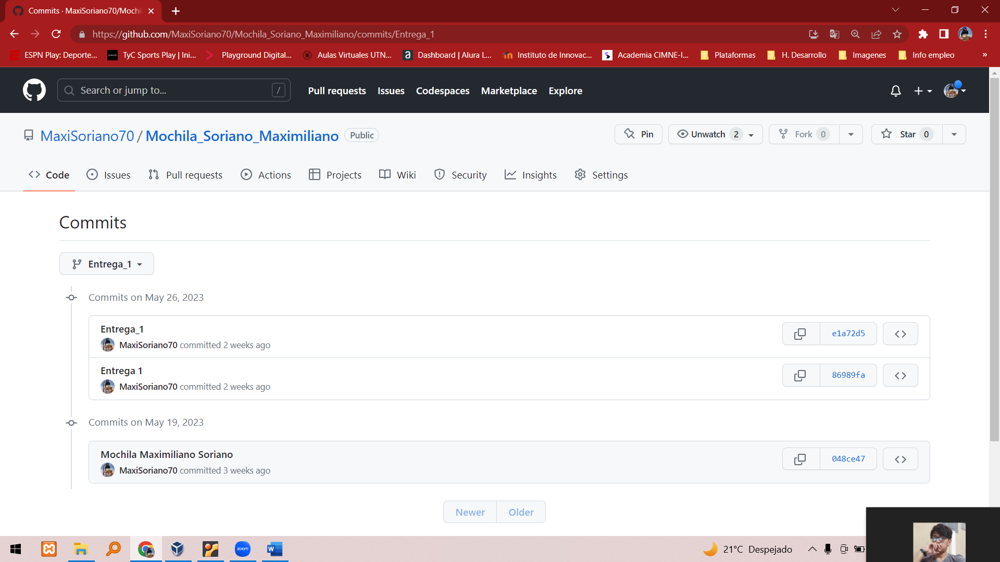 Commits · MaxiSoriano70/Mochil
https://github.com/MaxiSoriano70/Mochila_Soriano_Maximiliano/commits/Entrega_1
ESPN Play: Deporte... TyC Sports Play | Ini... Playground Digital... Aulas Virtuales UTN... Dashboard | Alura L... Instituto de Innovac... Academia CIMNE-I... Plataformas H. Desarrollo Imagenes Info empleo »
Search or jump to... / Pull requests Issues Codespaces Marketplace Explore
MaxiSoriano70 / Mochila_Soriano_Maximiliano Public Pin Unwatch 2 Fork 0 Star 0
Code Issues Pull requests Actions Projects Wiki Security Insights Settings
Commits
Entrega_1
Commits on May 26, 2023
Entrega_1
MaxiSoriano70 committed 2 weeks ago
e1a72d5
Entrega 1
MaxiSoriano70 committed 2 weeks ago
86989fa
Commits on May 19, 2023
Mochila Maximiliano Soriano
MaxiSoriano70 committed 3 weeks ago
048ce47
Newer Older
zoom
W
21°C Despejado